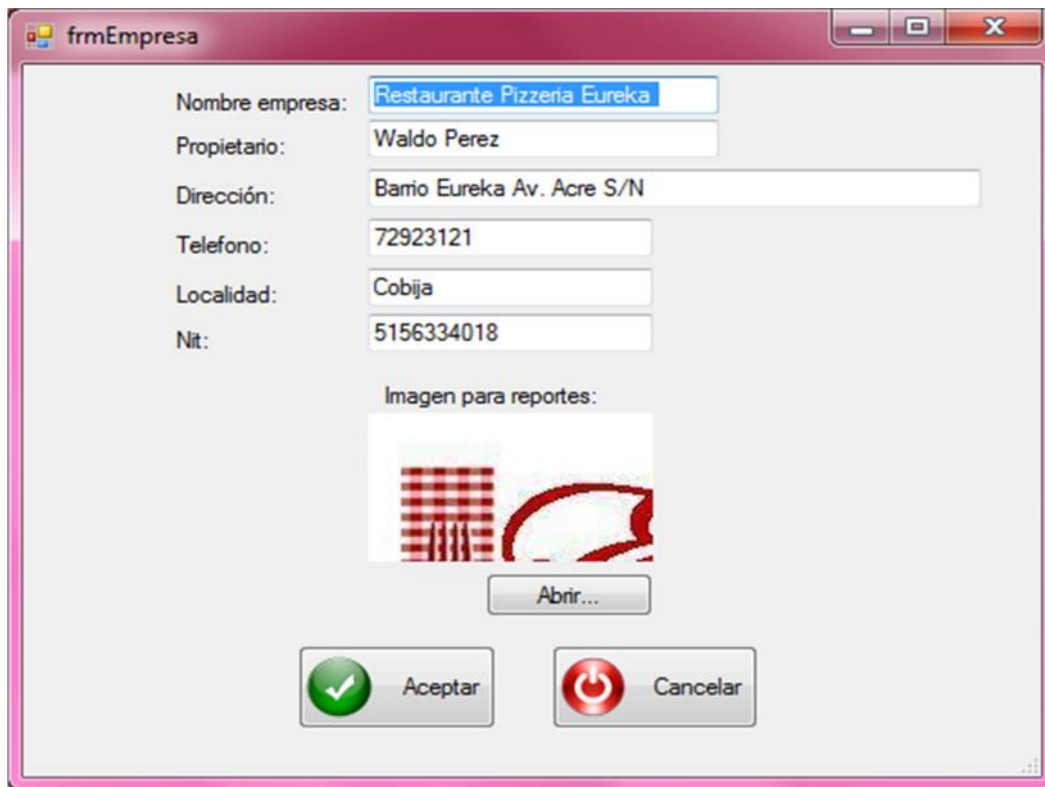 frmEmpresa
Nombre empresa: Restaurante Pizzeria Eureka
Propietario: Waldo Perez
Dirección: Barrio Eureka Av. Acre S/N
Telefono: 72923121
Localidad: Cobija
Nit: 5156334018
Imagen para reportes:
Abrir...
Aceptar Cancelar